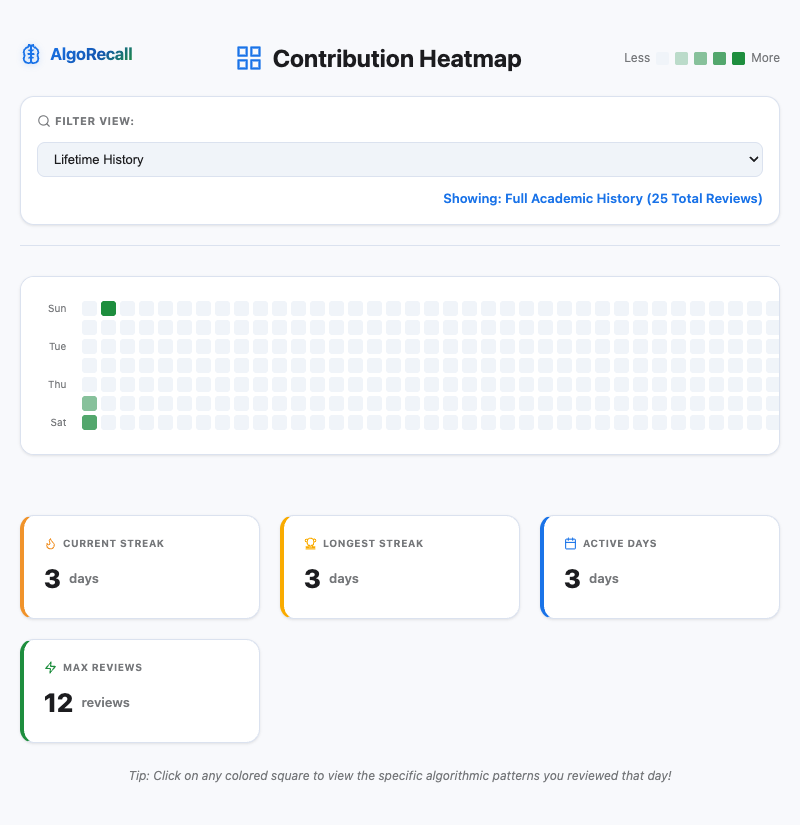 AlgoRecall
Contribution Heatmap
Less More
FILTER VIEW:
Lifetime History
Showing: Full Academic History (25 Total Reviews)
Sun
Tue
Thu
Sat
CURRENT STREAK
3 days
LONGEST STREAK
3 days
ACTIVE DAYS
3 days
MAX REVIEWS
12 reviews
Tip: Click on any colored square to view the specific algorithmic patterns you reviewed that day!